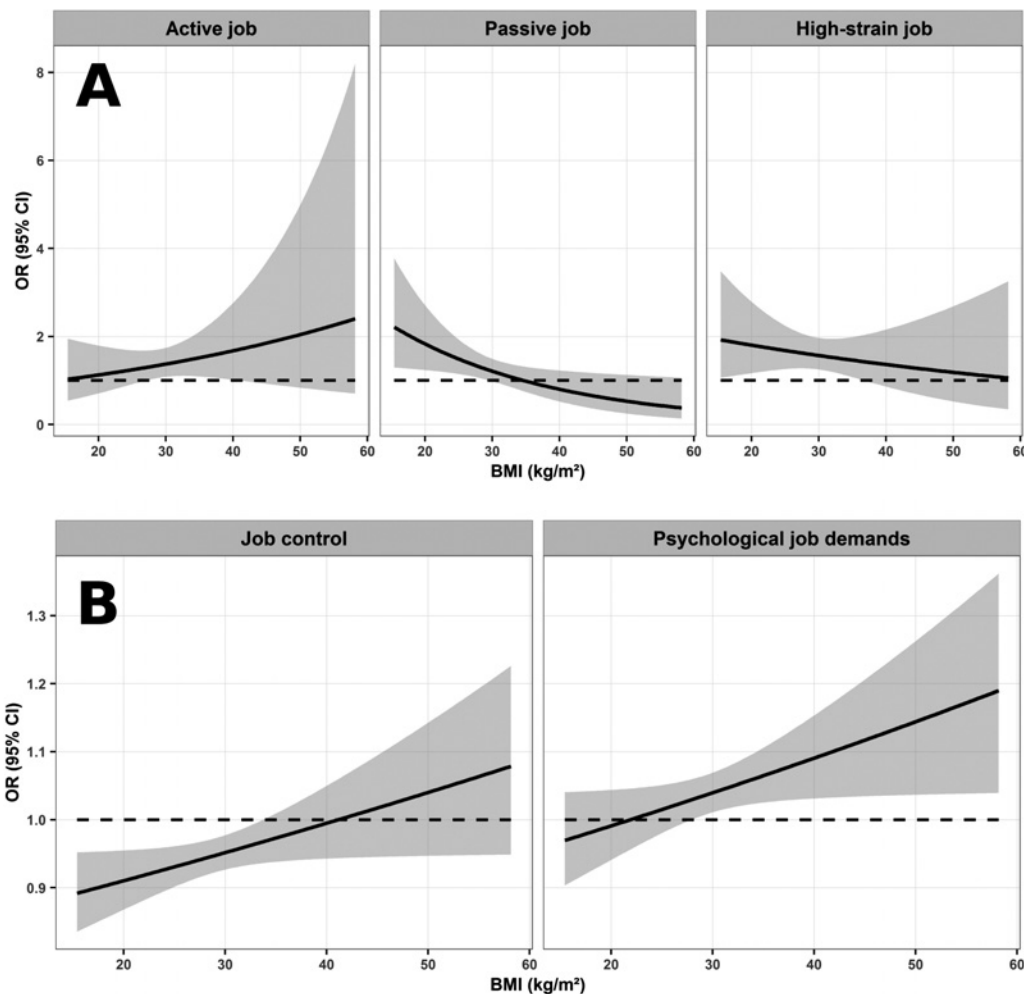 Active job
Passive job
High-strain job
A
OR (95% CI)
8
6
4
2
0
20 30 40 50 60
20 30 40 50 60
20 30 40 50 60
BMI (kg/m²)
Job control
Psychological job demands
B
OR (95% CI)
1.3
1.2
1.1
1.0
0.9
20 30 40 50 60
20 30 40 50 60
BMI (kg/m²)